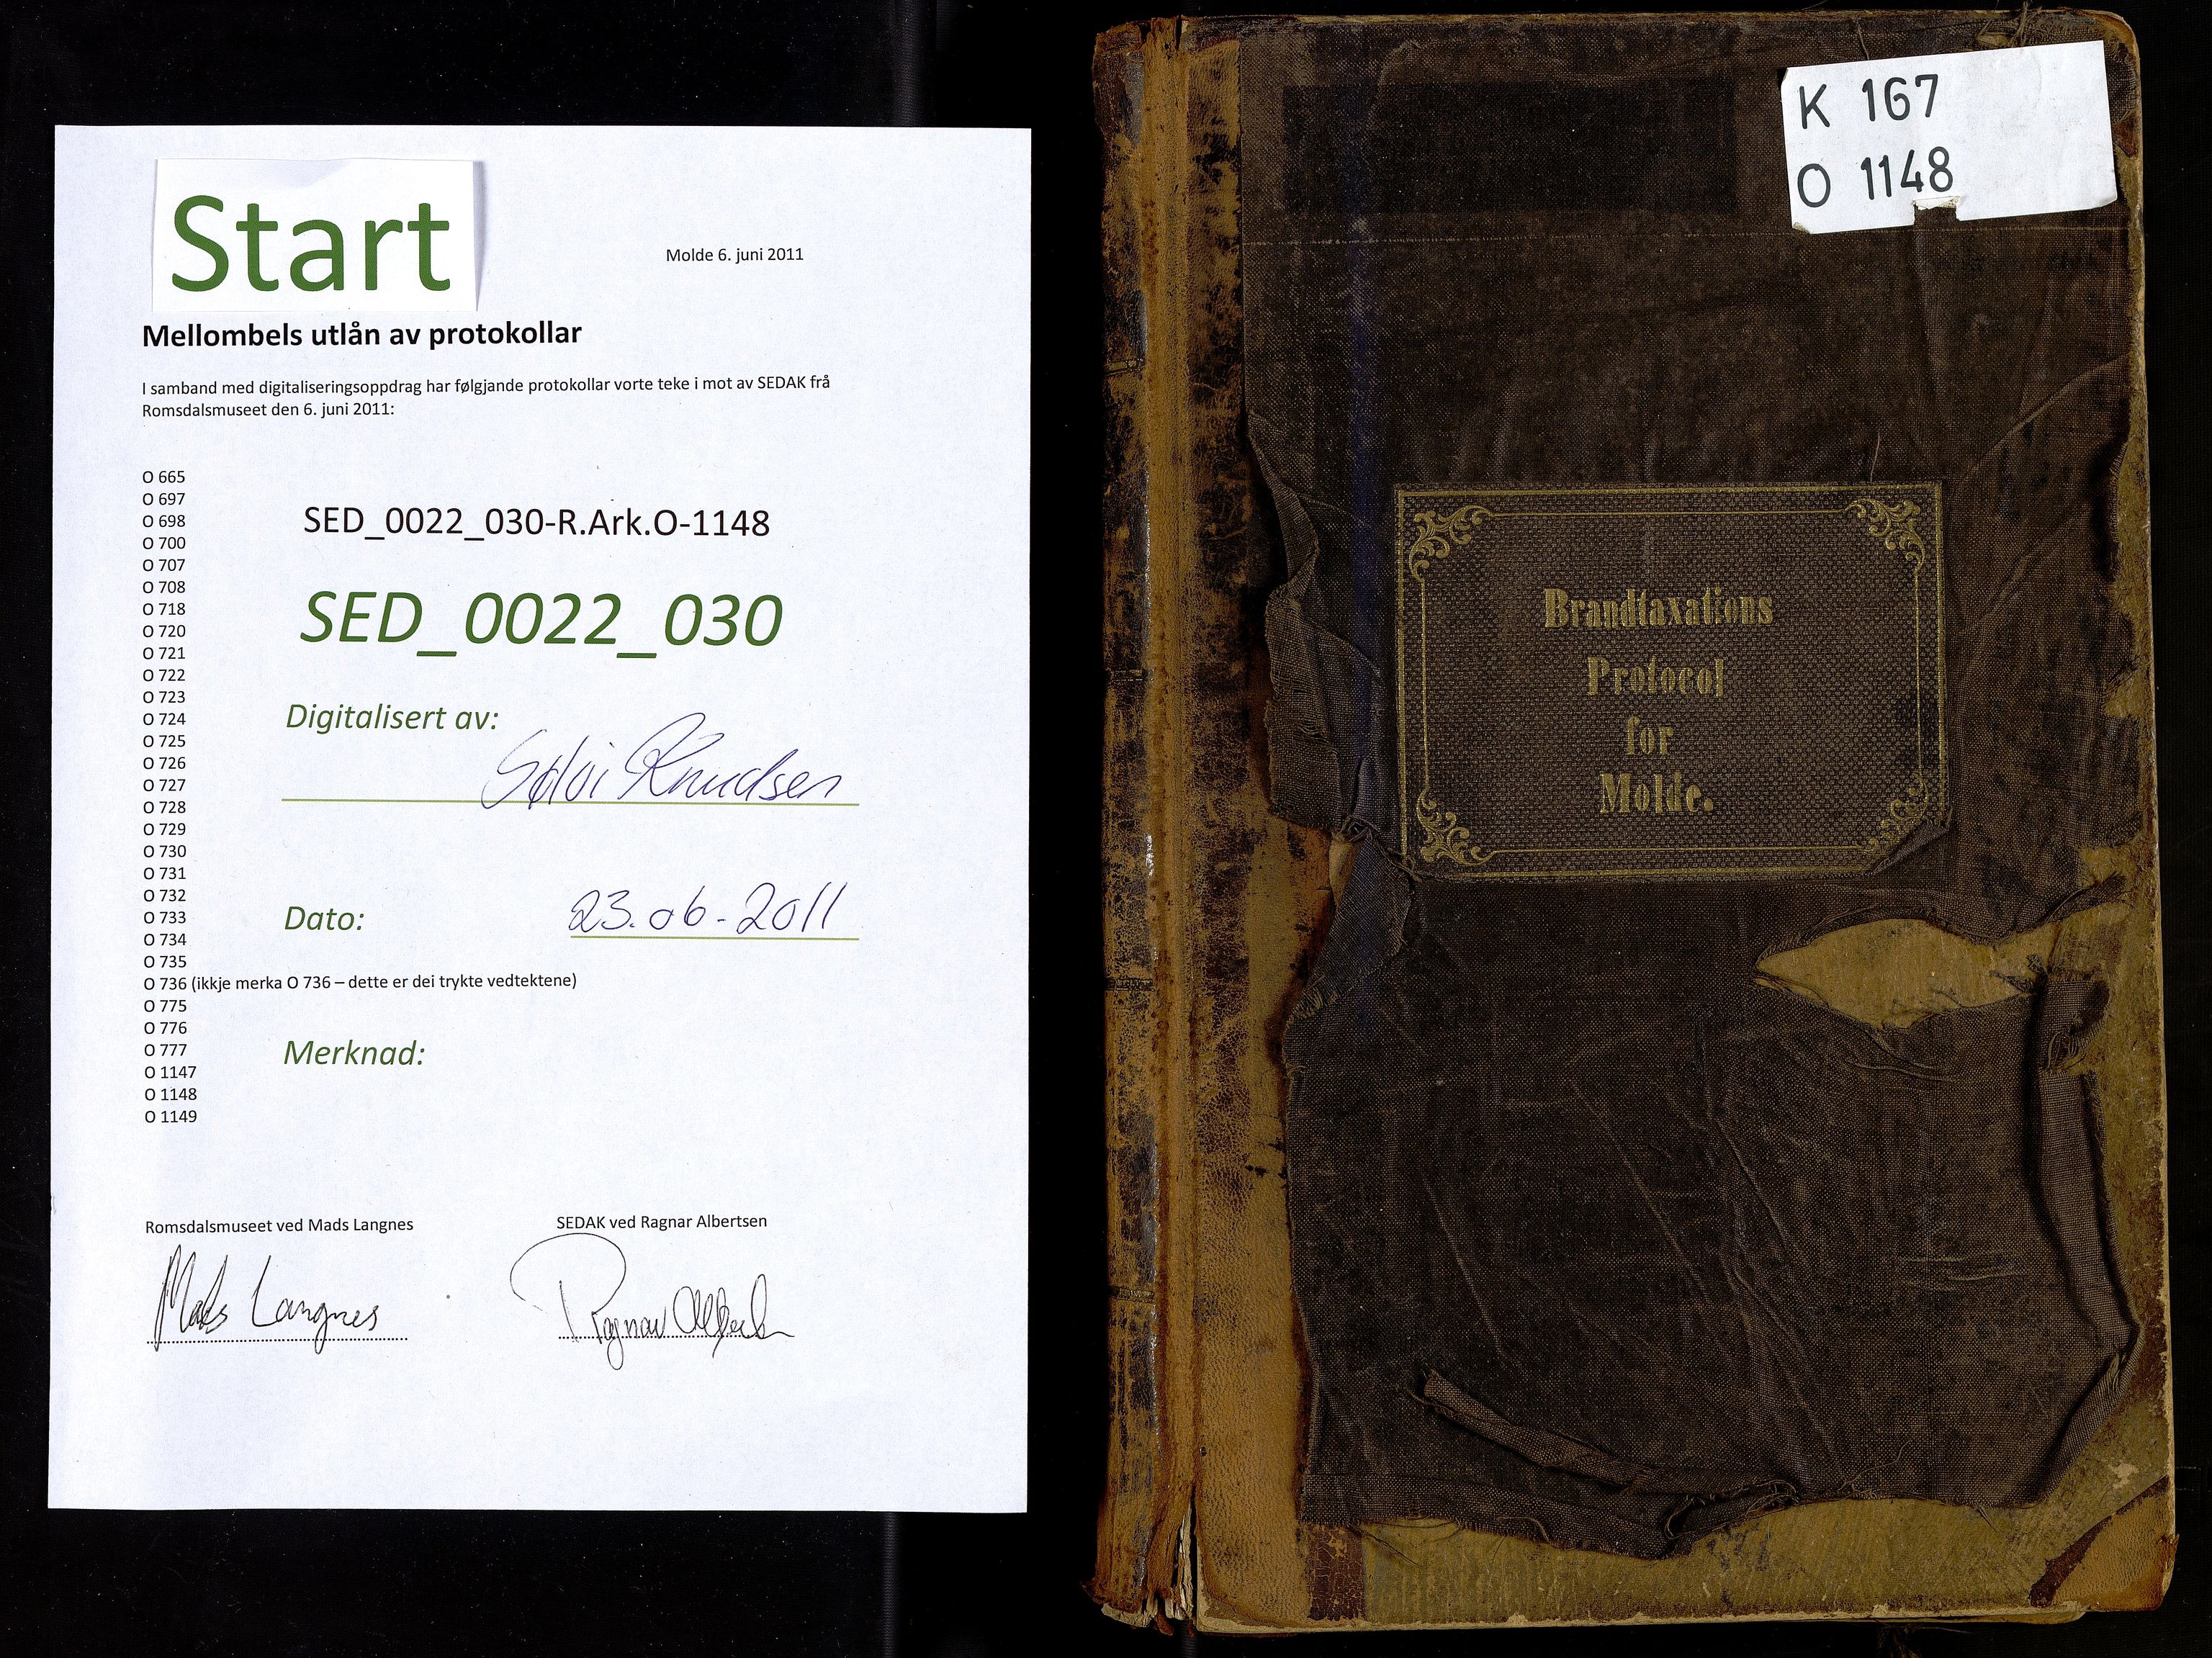 Start
Molde 6. juni 2011
Mellombels utlån av protokollar
I samband med digitaliseringsoppdrag har følgjande protokollar vorte teke i mot av SEDAK frå
Romsdalsmuseet den 6. juni 2011:
O 665
O 697
O 698
O 700
O 707
O 708
O 718
O 720
O 721
O 722
O 723
O 724
O 725
O 726
O 727
O 728
O 729
O 730
O 731
O 732
O 733
O 734
O 735
O 736 (ikkje merka O 736 – dette er dei trykte vedtektene)
O 775
O 776
O 777
O 1147
O 1148
O 1149
SED_0022_030-R.Ark.O-1148
SED_0022_030
Digitalisert av:
Sølvi Knudsen
Dato:
23.06-2011
Merknad:
Romsdalsmuseet ved Mads Langnes
Mads Langnes
SEDAK ved Ragnar Albertsen
Ragnar Albertsen
K 167
O 1148
Brandtaxations
Protocol
for
Molde.